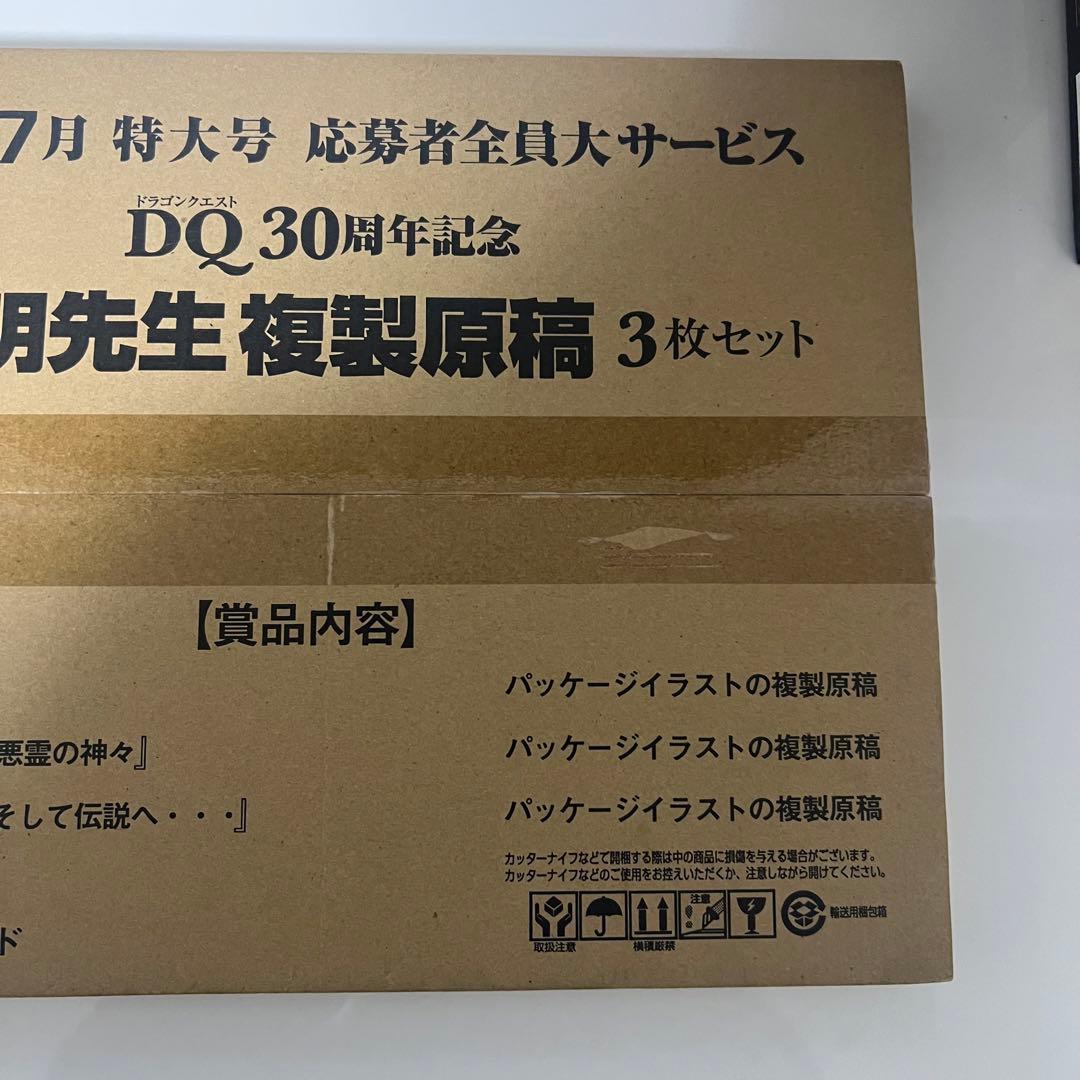 7月 特大号 応募者全員大サービス
ドラゴンクエスト
DQ 30周年記念
明先生 複製原稿 3枚セット
【賞品内容】
パッケージイラストの複製原稿
悪霊の神々』 パッケージイラストの複製原稿
そして伝説へ・・・』 パッケージイラストの複製原稿
カッターナイフなどで開梱する際は中の商品に損傷を与える場合がございます。
カッターナイフなどのご使用をお控えいただくか、注意しながら開けてください。
注意
輸送用梱包箱
取扱注意 横積厳禁
ド